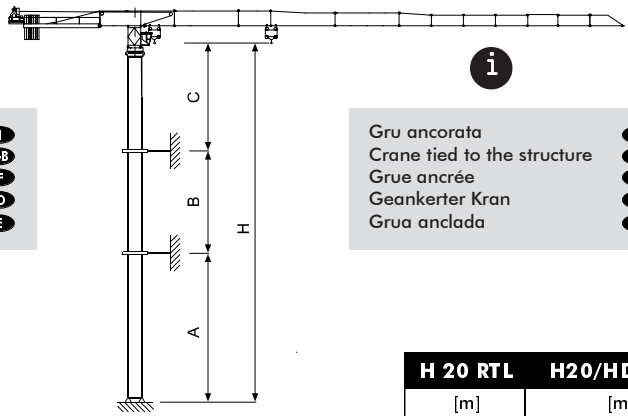 C
B
H
A
i
Gru ancorata
Crane tied to the structure
Grue ancrée
Geankerter Kran
Grua anclada
H 20 RTL
[m]